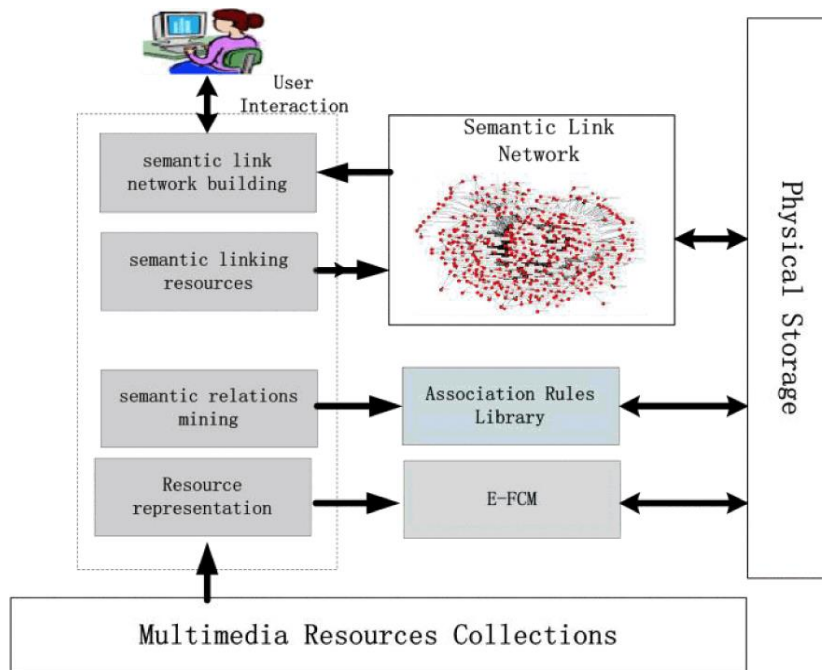 User
Interaction
semantic link
network building
Semantic Link
Network
semantic linking
resources
semantic relations
mining
Association Rules
Library
Resource
representation
E-FCM
Physical Storage
Multimedia Resources Collections